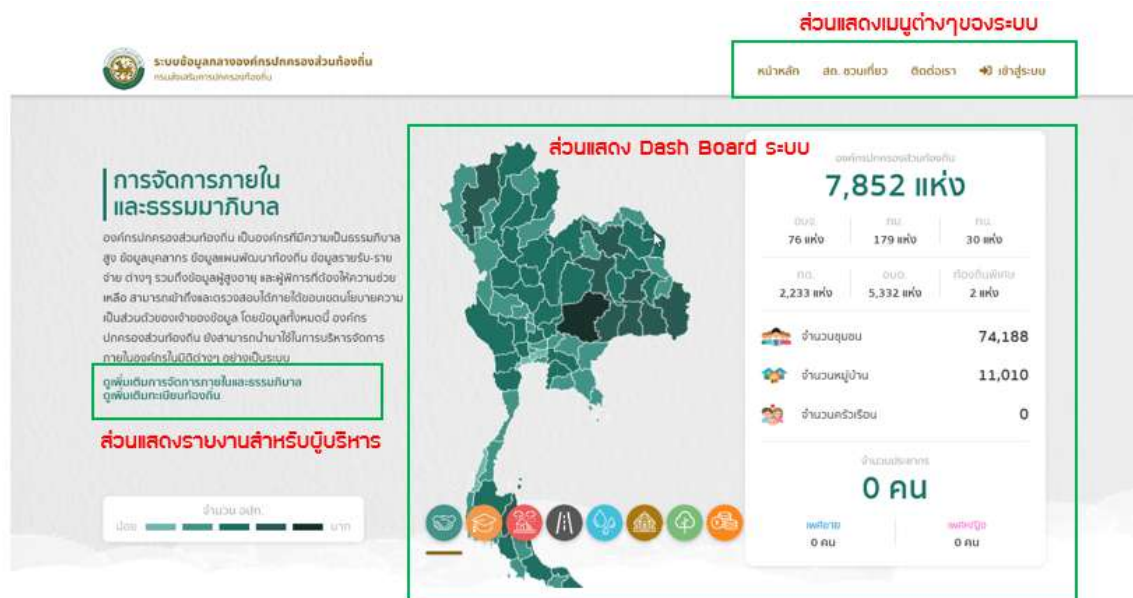 ส่วนแสดงเมนูต่างๆของระบบ
ระบบข้อมูลกลางองค์กรปกครองส่วนท้องถิ่น
กรมส่งเสริมการปกครองท้องถิ่น
หน้าหลัก สถ. ชวนเที่ยว ติดต่อเรา เข้าสู่ระบบ
ส่วนแสดง Dash Board ระบบ
การจัดการภายใน
และธรรมมาภิบาล
องค์กรปกครองส่วนท้องถิ่น เป็นองค์กรที่มีความเป็นธรรมภิบาล
สูง ข้อมูลบุคลากร ข้อมูลแผนพัฒนาท้องถิ่น ข้อมูลรายรับ-ราย
จ่าย ต่างๆ รวมถึงข้อมูลผู้สูงอายุ และผู้พิการที่ต้องให้ความช่วย
เหลือ สามารถเข้าถึงและตรวจสอบได้ภายใต้ขอบเขตนโยบายความ
เป็นส่วนตัวของเจ้าของข้อมูล โดยข้อมูลทั้งหมดนี้ องค์กร
ปกครองส่วนท้องถิ่น ยังสามารถนำมาใช้ในการบริหารจัดการ
ภายในองค์กรในมิติต่างๆ อย่างเป็นระบบ
ดูเพิ่มเติมการจัดการภายในและธรรมภิบาล
ดูเพิ่มเติมทะเบียนท้องถิ่น
ส่วนแสดงรายงานสำหรับผู้บริหาร
จำนวน อปท.
น้อย มาก
องค์กรปกครองส่วนท้องถิ่น
7,852 แห่ง
อบจ. ทม. ทน.
76 แห่ง 179 แห่ง 30 แห่ง
ทต. อบต. ท้องถิ่นพิเศษ
2,233 แห่ง 5,332 แห่ง 2 แห่ง
จำนวนชุมชน 74,188
จำนวนหมู่บ้าน 11,010
จำนวนครัวเรือน 0
จำนวนประชากร
0 คน
เพศชาย เพศหญิง
0 คน 0 คน